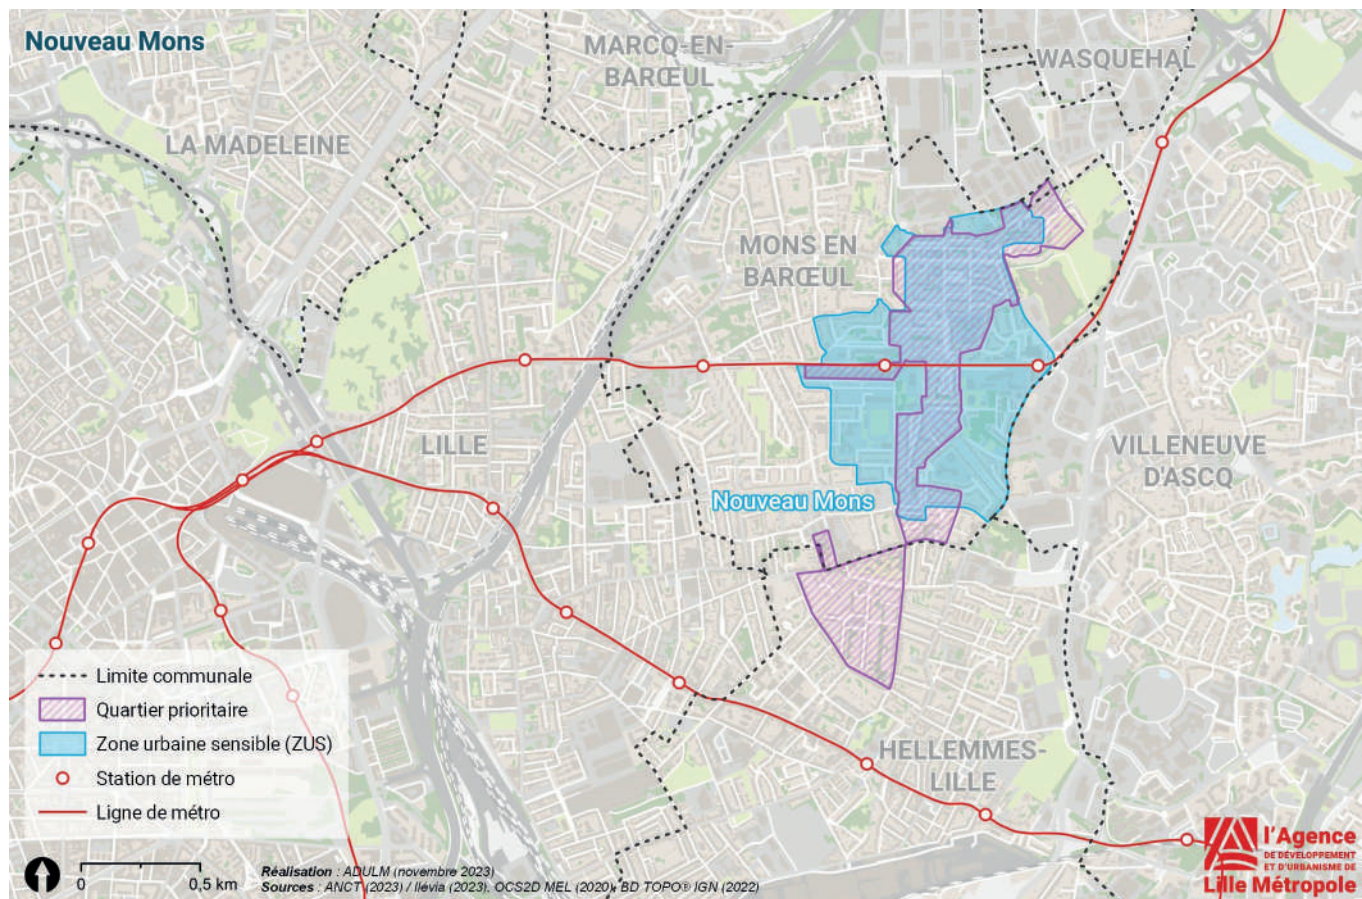 Nouveau Mons
MARCQ-EN-
BARŒUL
WASQUEHAL
LA MADELEINE
MONS EN
BARŒUL
LILLE
VILLENEUVE
D'ASCQ
Nouveau Mons
HELLEMMES-
LILLE
Limite communale
Quartier prioritaire
Zone urbaine sensible (ZUS)
Station de métro
Ligne de métro
0 0,5 km
Réalisation : ADULM (novembre 2023)
Sources : ANCT (2023) / Ilévia (2023), OCS2D MEL (2020), BD TOPO® IGN (2022)
l'Agence
DE DÉVELOPPEMENT
ET D'URBANISME DE
Lille Métropole